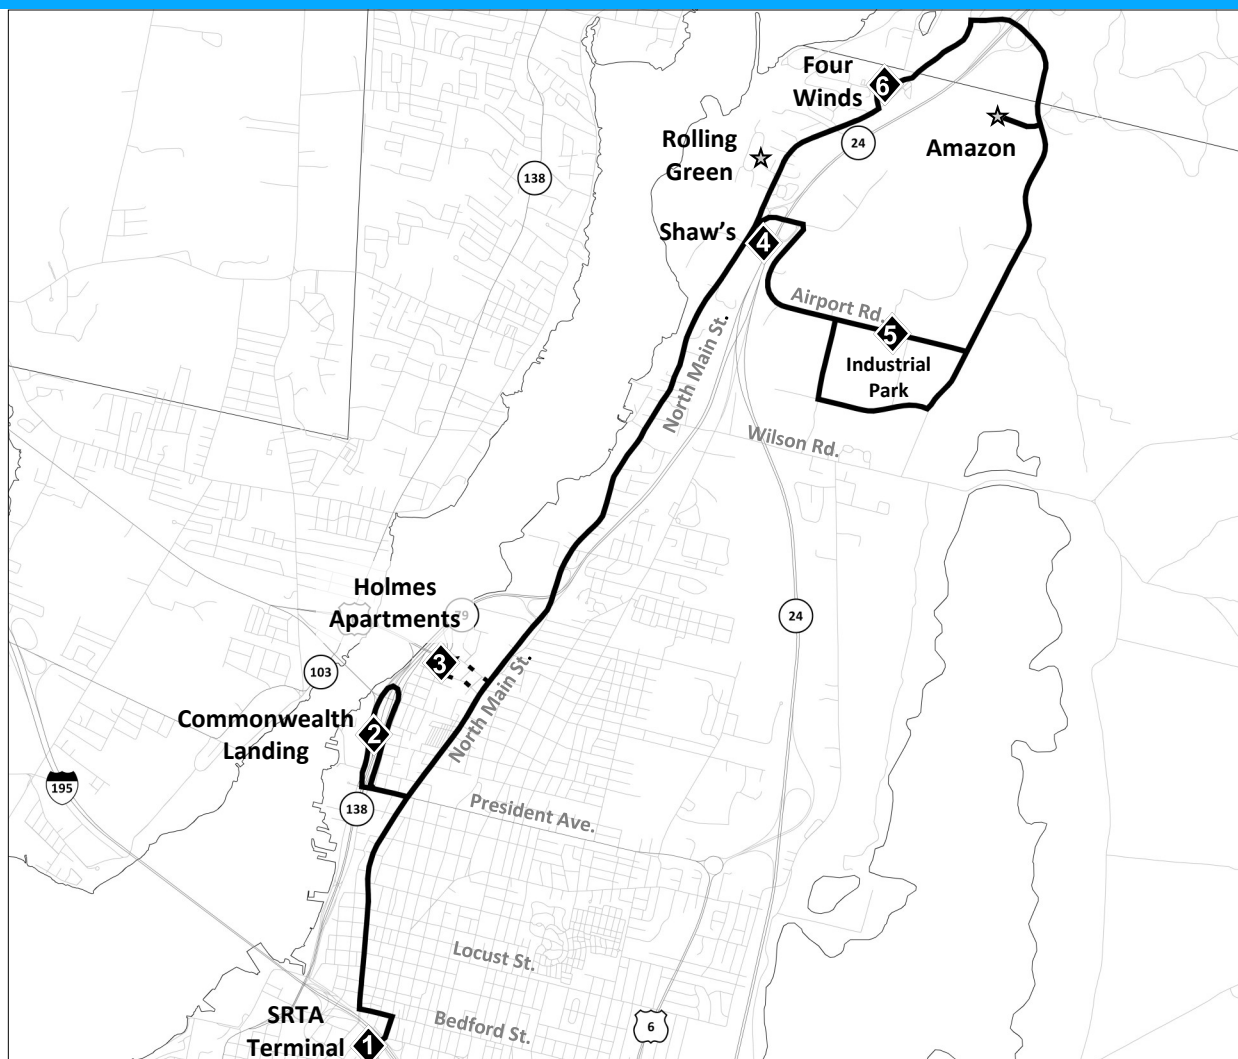 Four
Winds
6
Rolling
Green
24
Amazon
138
Shaw's
4
Airport Rd.
5
Industrial
Park
North Main St.
Wilson Rd.
Holmes
Apartments
79
24
3
103
North Main St.
Commonwealth
Landing
2
195
138
President Ave.
Locust St.
SRTA
Terminal
1
Bedford St.
6